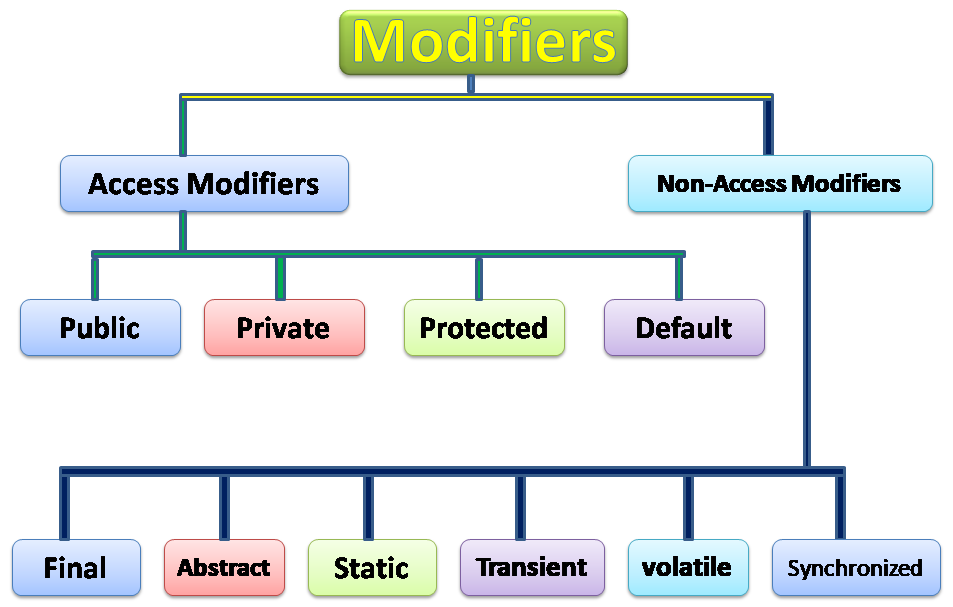 Modifiers
Access Modifiers
Non-Access Modifiers
Public
Private
Protected
Default
Final
Abstract
Static
Transient
volatile
Synchronized